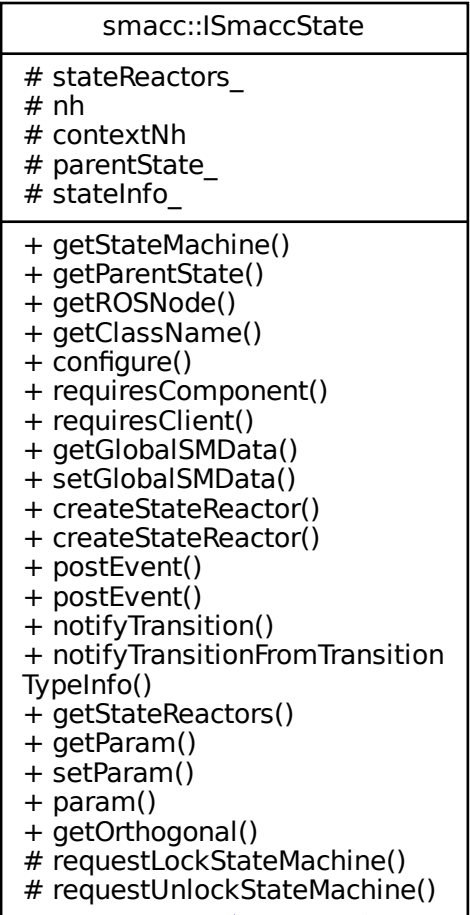 smacc::ISmaccState
# stateReactors_
# nh
# contextNh
# parentState_
# stateInfo_
+ getStateMachine()
+ getParentState()
+ getROSNode()
+ getClassName()
+ configure()
+ requiresComponent()
+ requiresClient()
+ getGlobalSMData()
+ setGlobalSMData()
+ createStateReactor()
+ createStateReactor()
+ postEvent()
+ postEvent()
+ notifyTransition()
+ notifyTransitionFromTransition
TypeInfo()
+ getStateReactors()
+ getParam()
+ setParam()
+ param()
+ getOrthogonal()
# requestLockStateMachine()
# requestUnlockStateMachine()